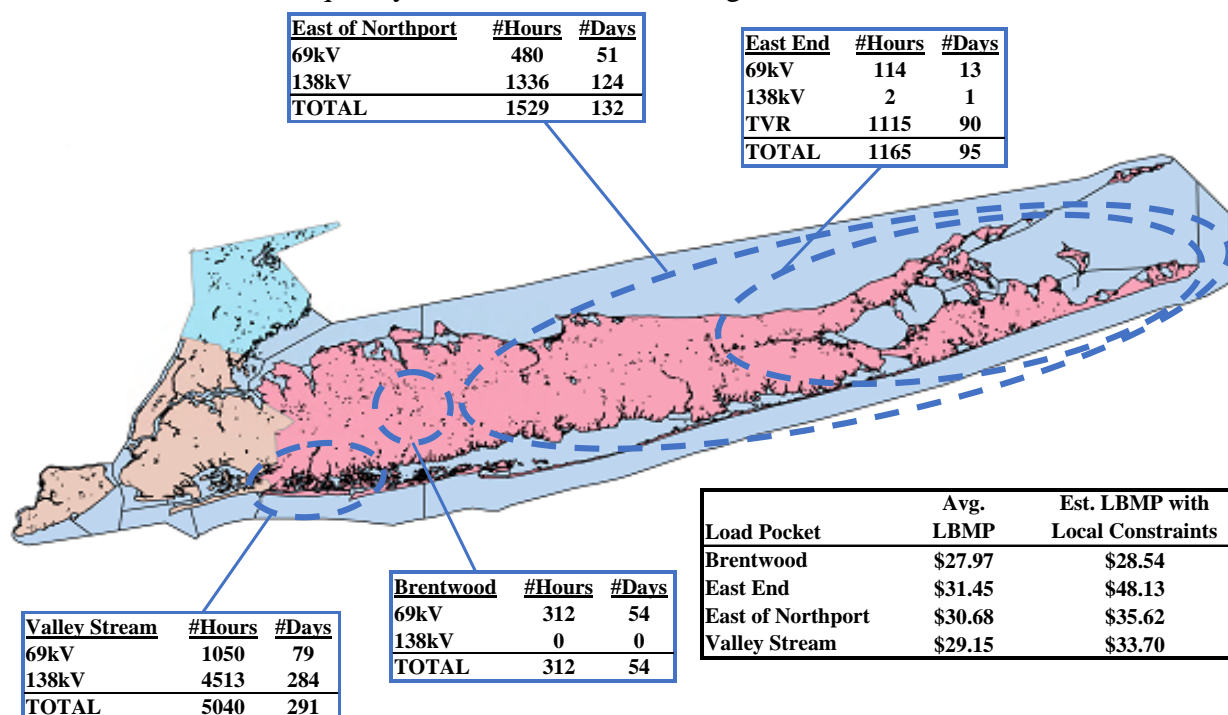 East of Northport #Hours #Days
69kV 480 51
138kV 1336 124
TOTAL 1529 132
East End #Hours #Days
69kV 114 13
138kV 2 1
TVR 1115 90
TOTAL 1165 95
Avg. Est. LBMP with
Load Pocket LBMP Local Constraints
Brentwood $27.97 $28.54
East End $31.45 $48.13
East of Northport $30.68 $35.62
Valley Stream $29.15 $33.70
Brentwood #Hours #Days
69kV 312 54
138kV 0 0
TOTAL 312 54
Valley Stream #Hours #Days
69kV 1050 79
138kV 4513 284
TOTAL 5040 291